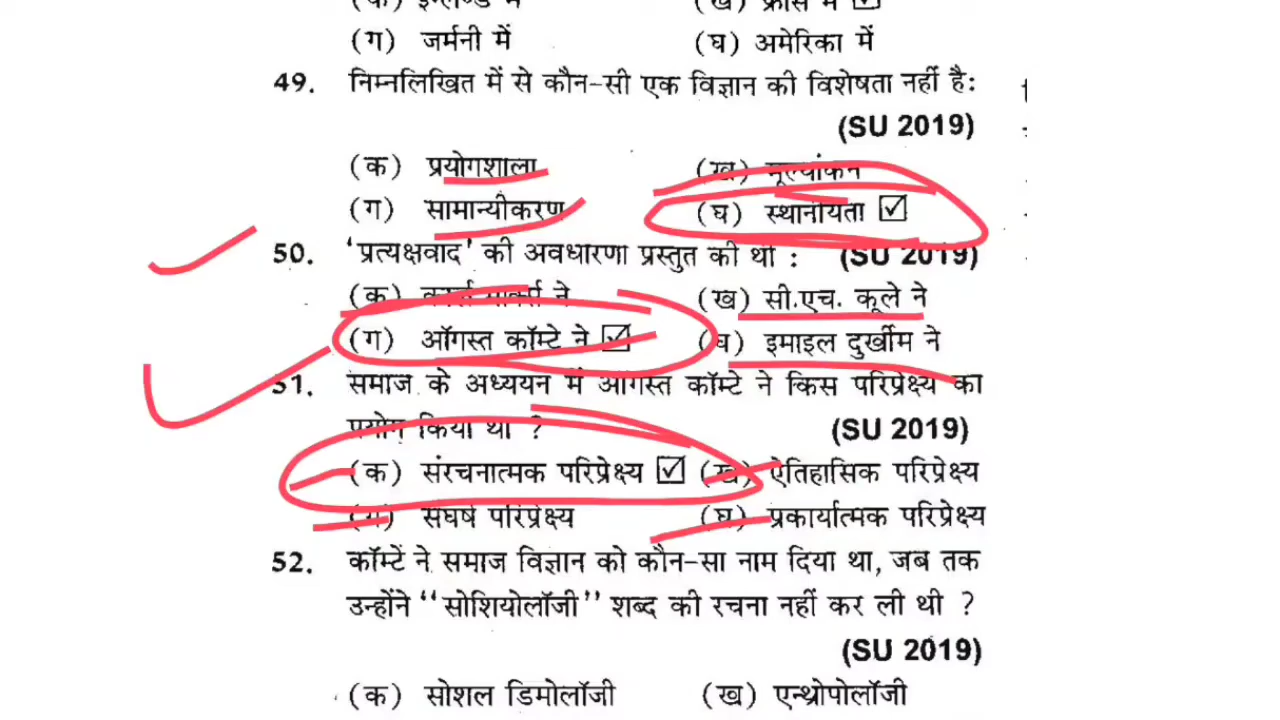 (क) इंग्लैण्ड में (ख) फ्रांस में ☑
(ग) जर्मनी में (घ) अमेरिका में
49. निम्नलिखित में से कौन-सी एक विज्ञान की विशेषता नहीं है:
(SU 2019)
(क) प्रयोगशाला (ख) मूल्यांकन
(ग) सामान्यीकरण (घ) स्थानीयता ☑
50. 'प्रत्यक्षवाद' की अवधारणा प्रस्तुत की थी : (SU 2019)
(क) कार्ल मार्क्स ने (ख) सी.एच. कूले ने
(ग) ऑगस्त कॉम्टे ने ☑ (घ) इमाइल दुर्खीम ने
51. समाज के अध्ययन में ऑगस्त कॉम्टे ने किस परिप्रेक्ष्य का
प्रयोग किया था ? (SU 2019)
(क) संरचनात्मक परिप्रेक्ष्य ☑ (ख) ऐतिहासिक परिप्रेक्ष्य
(ग) संघर्ष परिप्रेक्ष्य (घ) प्रकार्यात्मक परिप्रेक्ष्य
52. कॉम्टें ने समाज विज्ञान को कौन-सा नाम दिया था, जब तक
उन्होंने "सोशियोलॉजी" शब्द की रचना नहीं कर ली थी ?
(SU 2019)
(क) सोशल डिमोलॉजी (ख) एन्थ्रोपोलॉजी